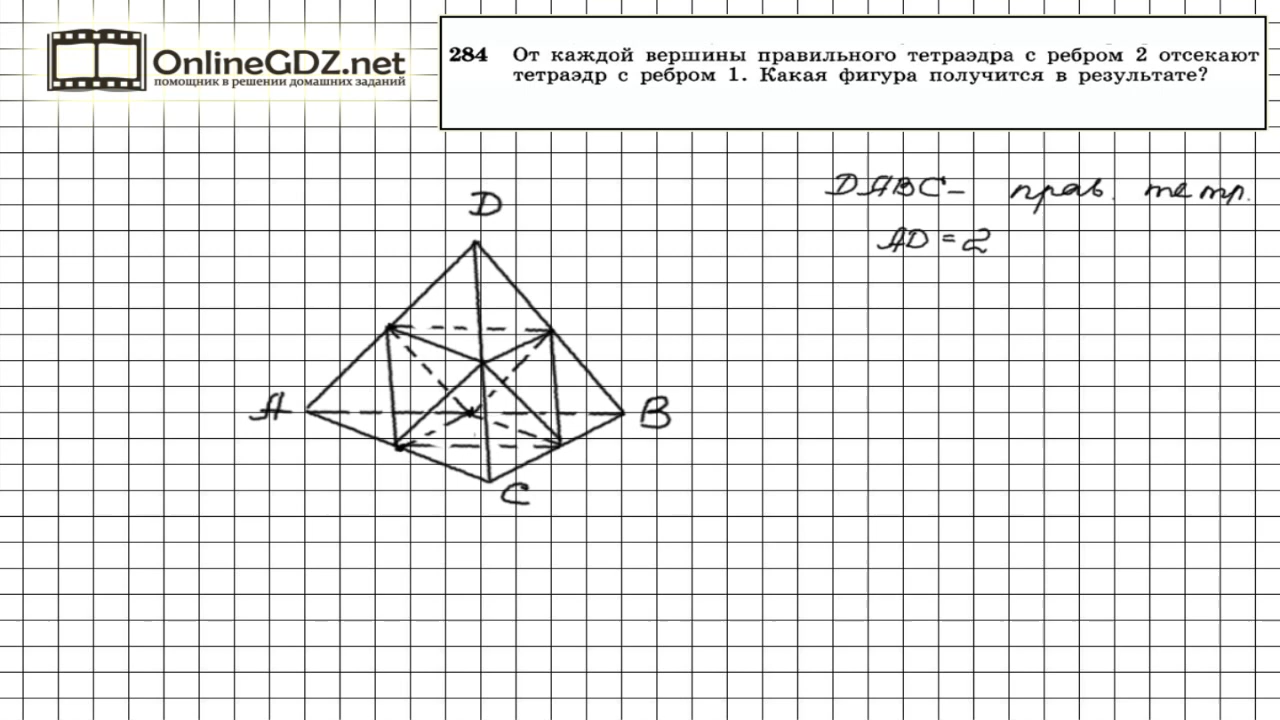 OnlineGDZ.net
помощник в решении домашних заданий
284 От каждой вершины правильного тетраэдра с ребром 2 отсекают
тетраэдр с ребром 1. Какая фигура получится в результате?
DABC – прав. тетр.
AD = 2
D
A
B
C